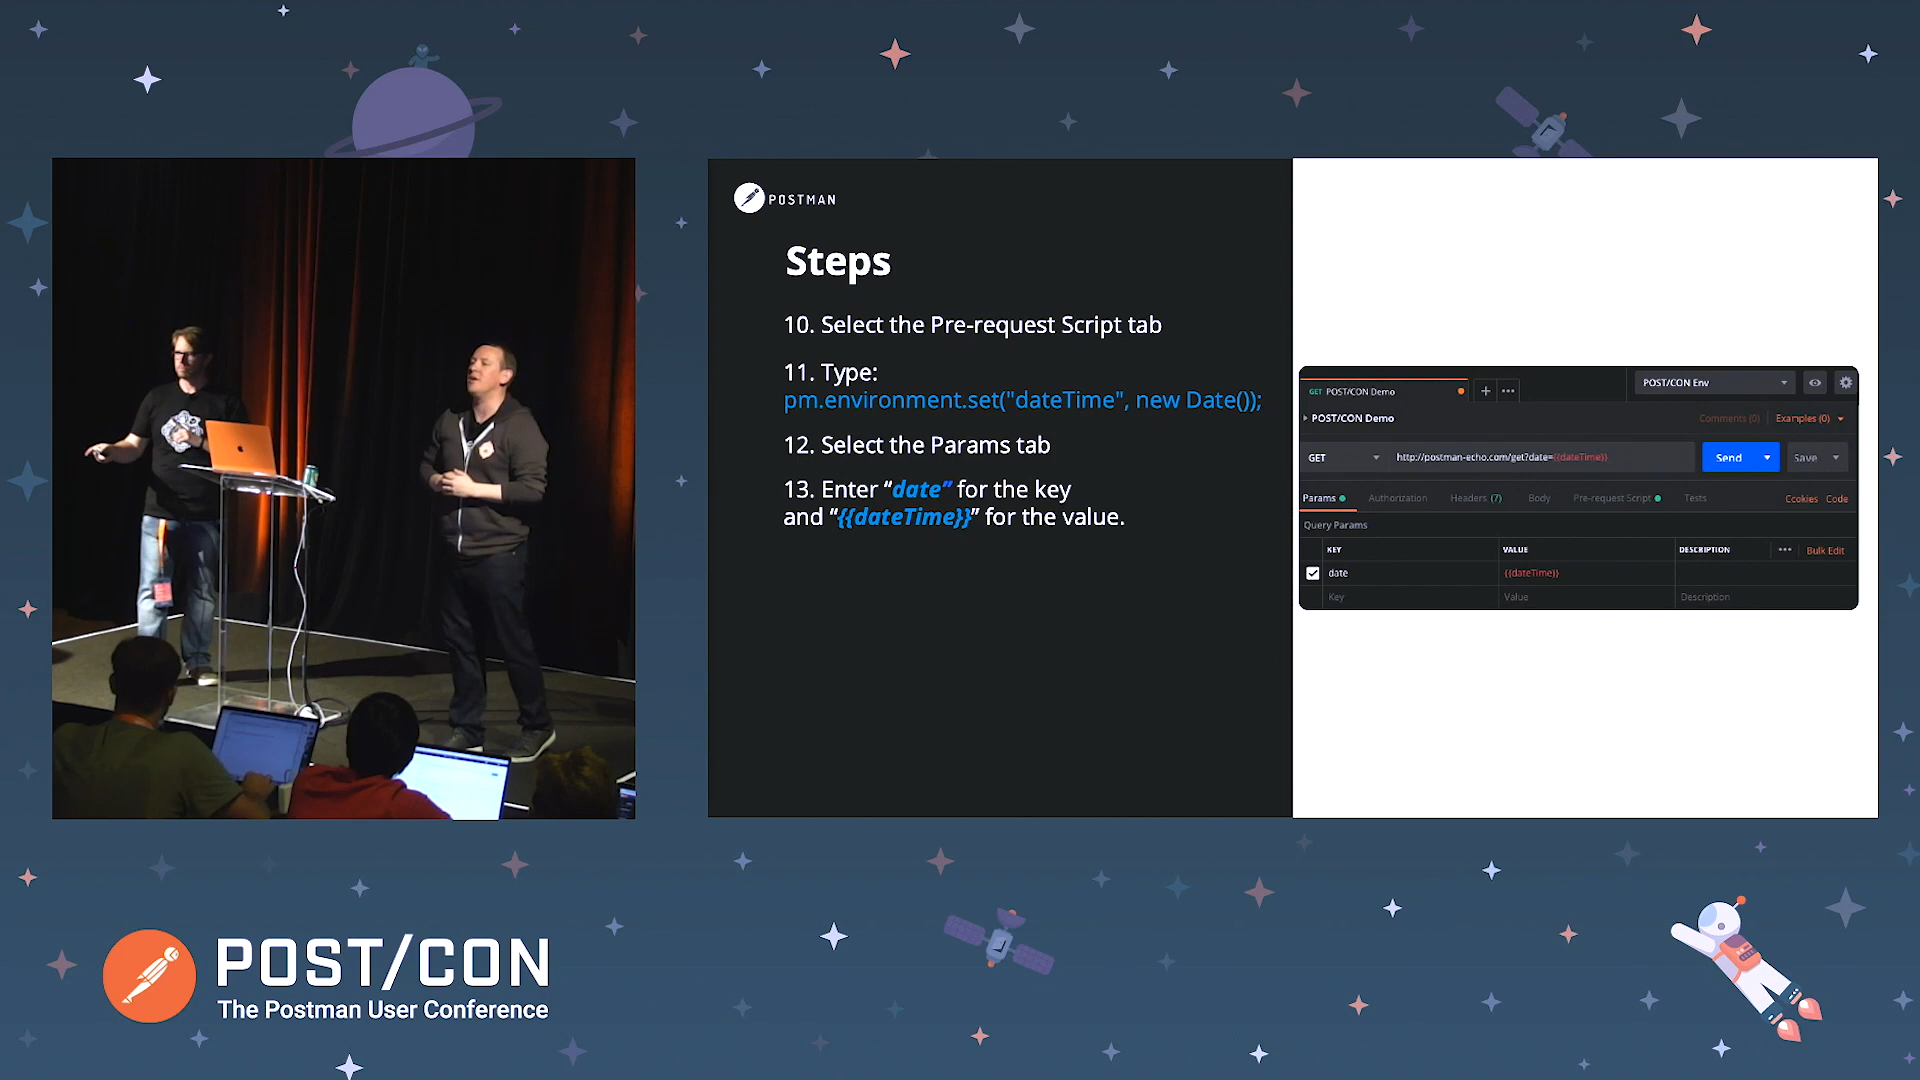 POSTMAN
Steps
10. Select the Pre-request Script tab
11. Type:
pm.environment.set("dateTime", new Date());
12. Select the Params tab
13. Enter “date” for the key
and “{{dateTime}}” for the value.
GET POST/CON Demo
+ •••
POST/CON Env
POST/CON Demo
Comments (0) Examples (0)
GET http://postman-echo.com/get?date={{dateTime}} Send Save
Params Authorization Headers (7) Body Pre-request Script Tests Cookies Code
Query Params
KEY VALUE DESCRIPTION ••• Bulk Edit
date {{dateTime}}
Key Value Description
POST/CON
The Postman User Conference